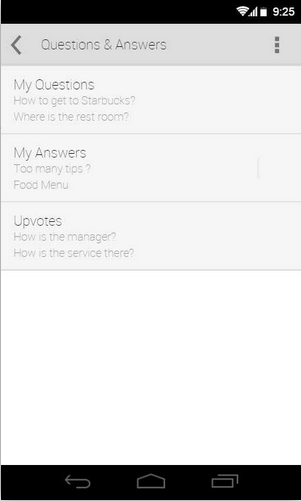 9:25
Questions & Answers
My Questions
How to get to Starbucks?
Where is the rest room?
My Answers
Too many tips ?
Food Menu
Upvotes
How is the manager?
How is the service there?